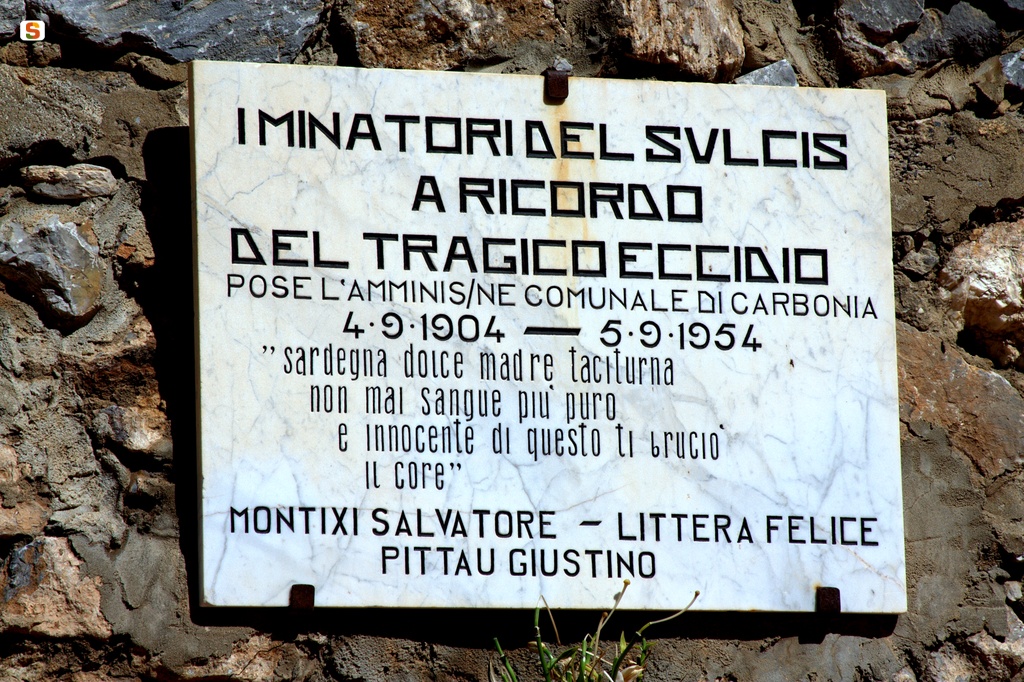 S
I MINATORI DEL SVLCIS
A RICORDO
DEL TRAGICO ECCIDIO
POSE L'AMMINIS/NE COMUNALE DI CARBONIA
4·9·1904 — 5·9·1954
”sardegna dolce madre taciturna
non mai sangue più puro
e innocente di questo ti bruciò
il core”
MONTIXI SALVATORE – LITTERA FELICE
PITTAU GIUSTINO